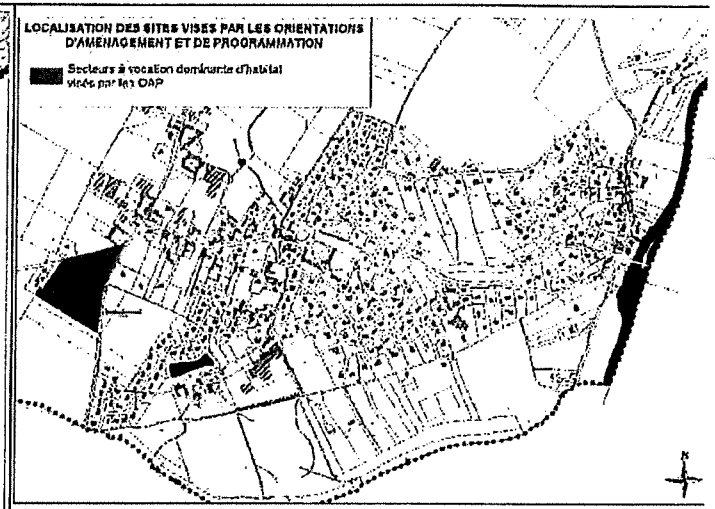 LOCALISATION DES SITES VISES PAR LES ORIENTATIONS
D'AMENAGEMENT ET DE PROGRAMMATION
Secteurs à vocation dominante d'habitat
visés par les OAP
N